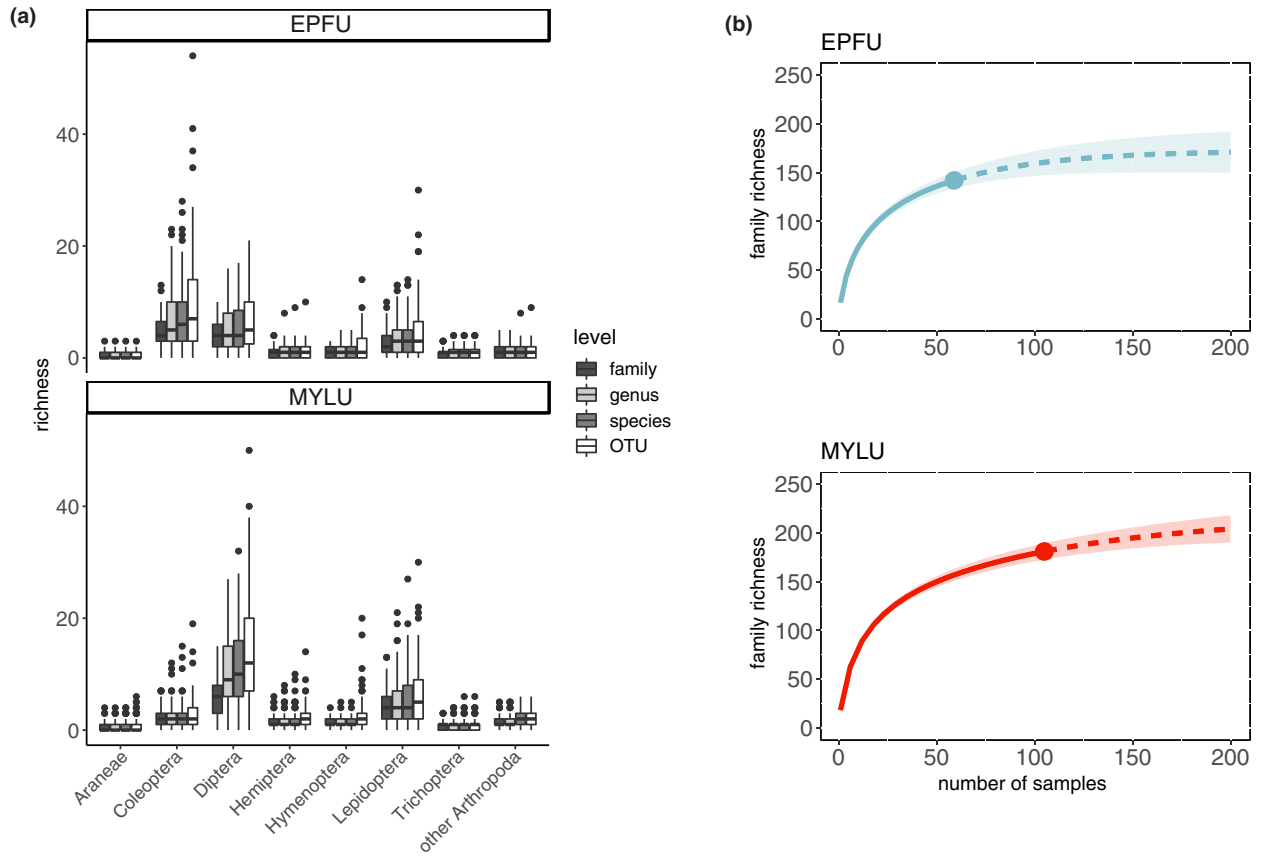 (a)
EPFU
40
20
0
MYLU
40
20
0
richness
Araneae
Coleoptera
Diptera
Hemiptera
Hymenoptera
Lepidoptera
Trichoptera
other Arthropoda
level
family
genus
species
OTU
(b)
EPFU
250
200
150
100
50
0
family richness
0 50 100 150 200
MYLU
250
200
150
100
50
0
family richness
0 50 100 150 200
number of samples